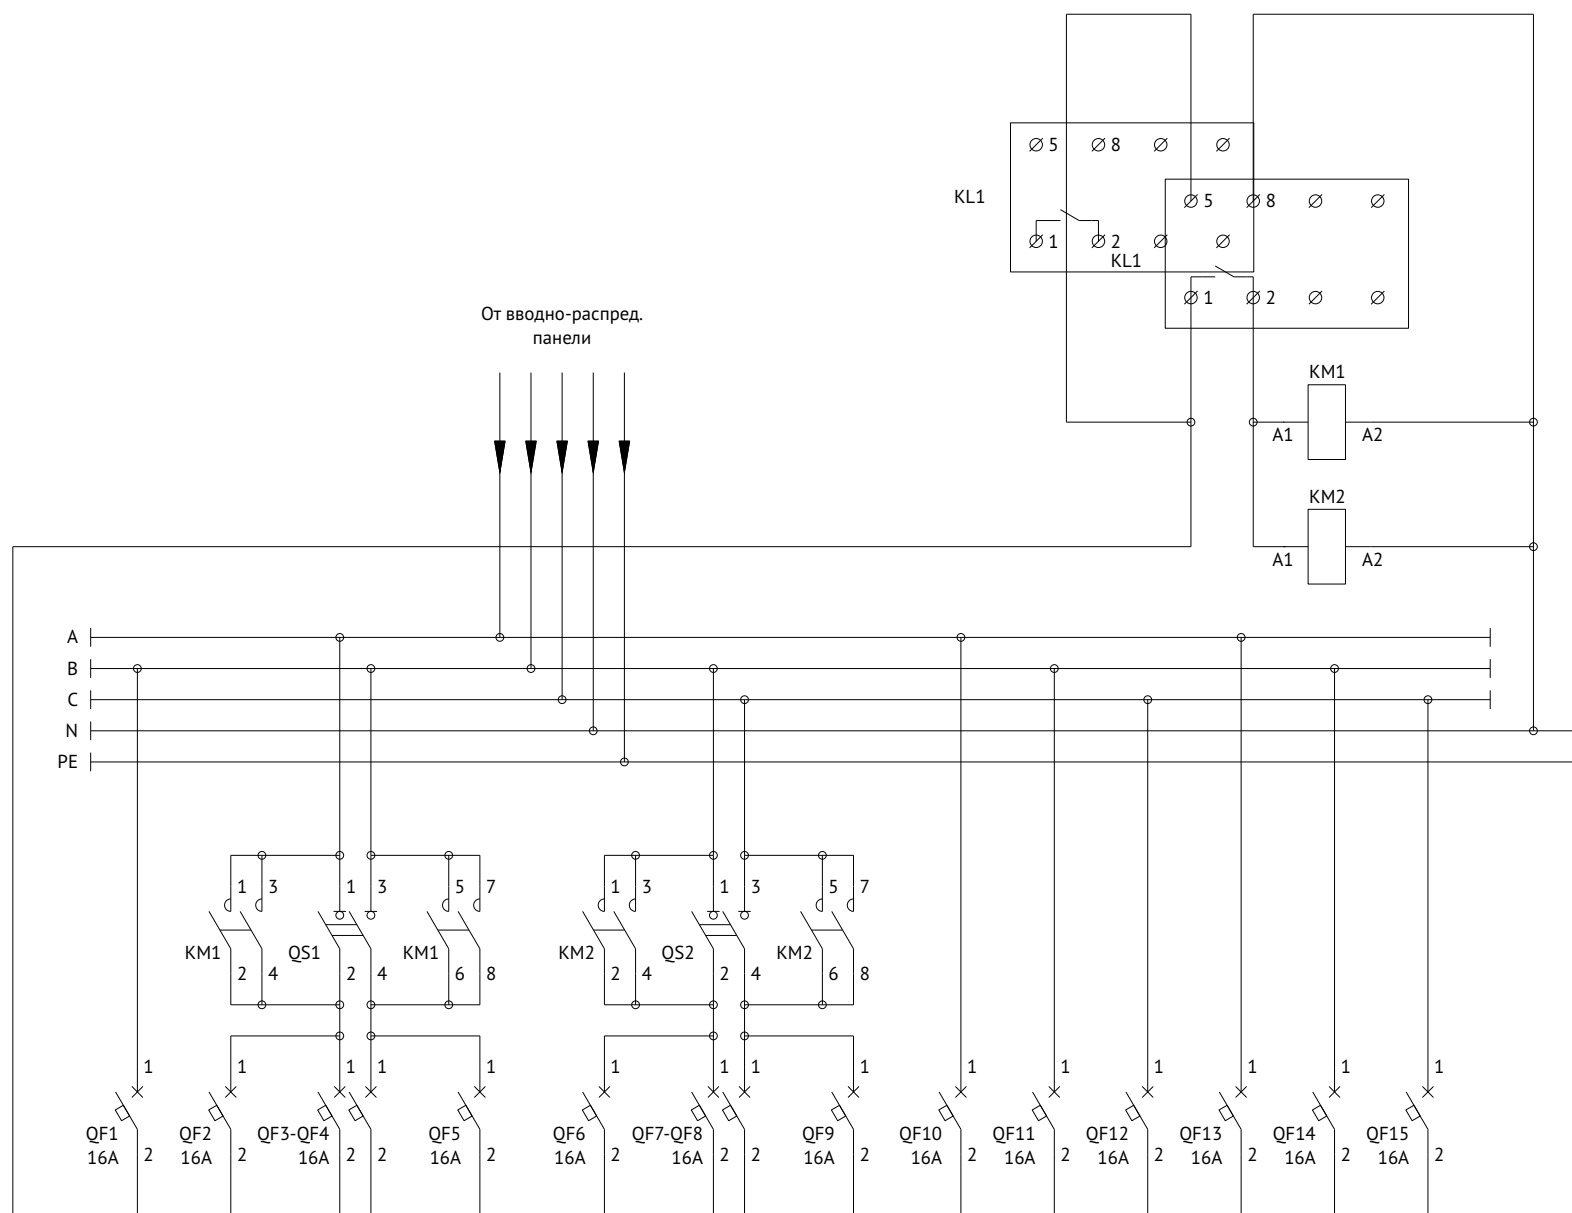 5 8
KL1
5 8
1 2
KL1
1 2
От вводно-распред.
панели
KM1
A1 A2
KM2
A1 A2
A
B
C
N
PE
1 3 1 3 5 7 1 3 1 3 5 7
KM1 QS1 KM1 KM2 QS2 KM2
2 4 2 4 6 8 2 4 2 4 6 8
1 1 1 1 1 1 1 1 1 1 1 1 1 1 1
QF1 QF2 QF3-QF4 QF5 QF6 QF7-QF8 QF9 QF10 QF11 QF12 QF13 QF14 QF15
16A 2 16A 2 16A 2 2 16A 2 16A 2 16A 2 2 16A 2 16A 2 16A 2 16A 2 16A 2 16A 2 16A 2